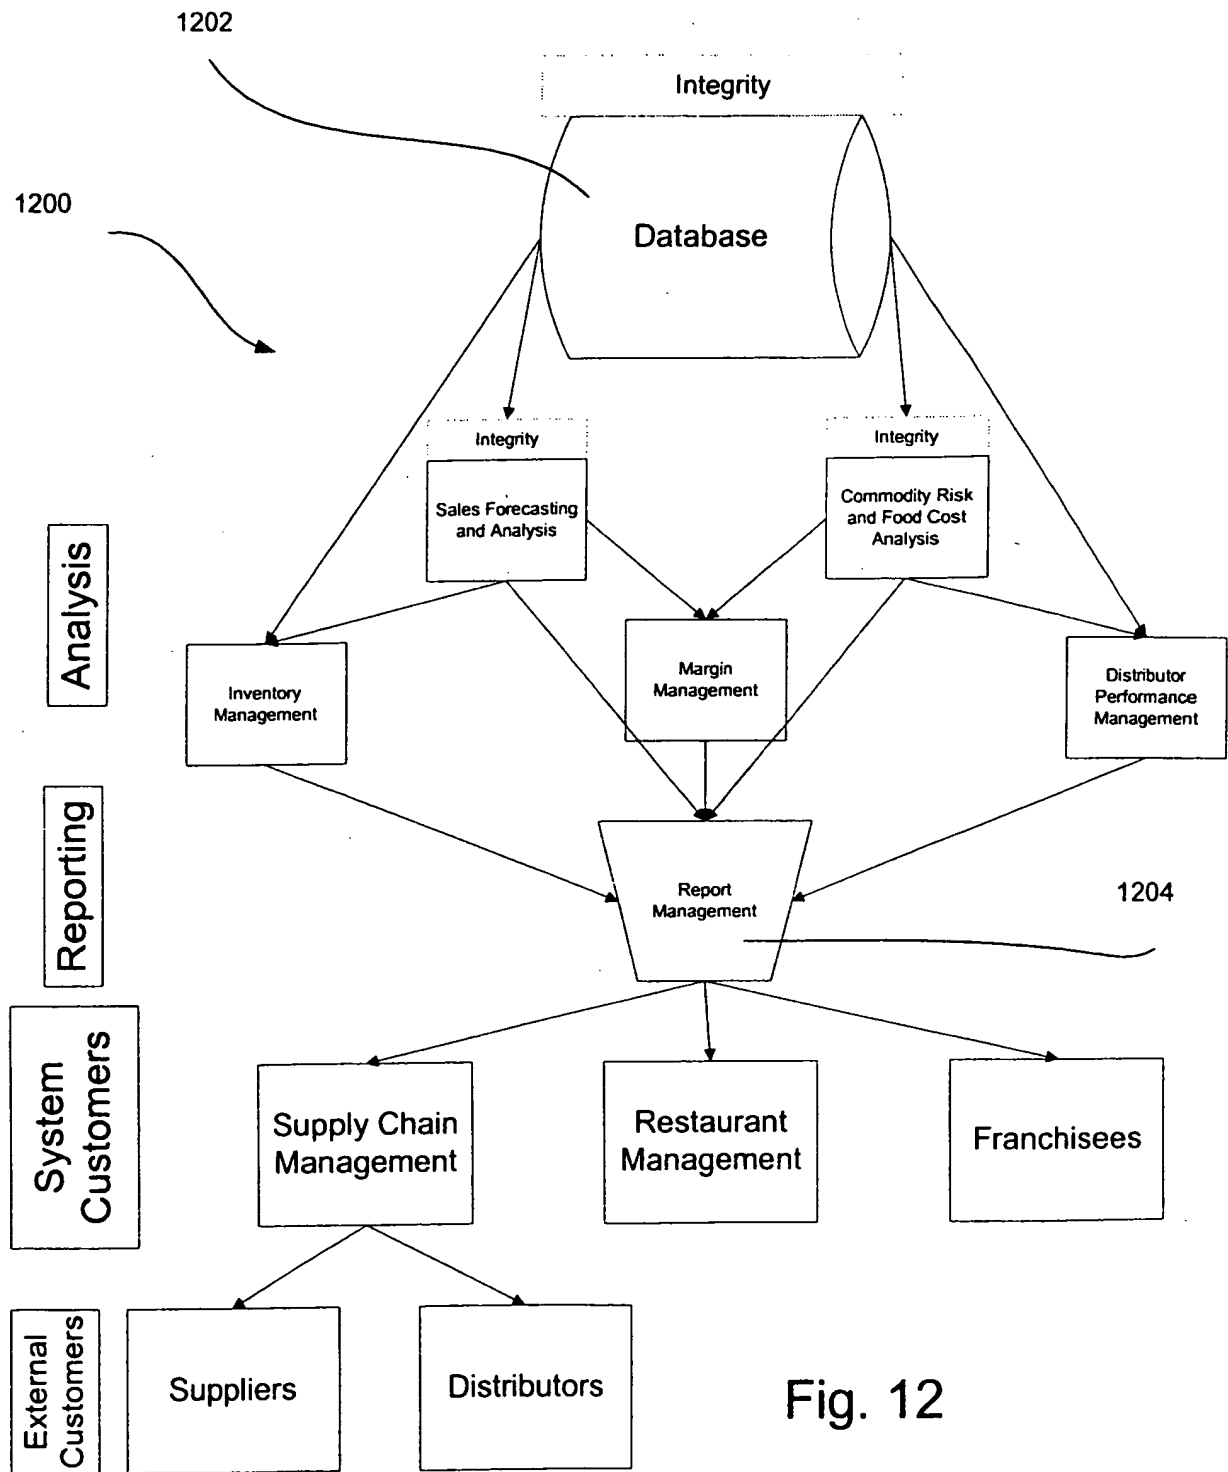 1202
Integrity
1200
Database
Integrity
Integrity
Sales Forecasting
and Analysis
Commodity Risk
and Food Cost
Analysis
Analysis
Inventory
Management
Margin
Management
Distributor
Performance
Management
Reporting
Report
Management
1204
System
Customers
Supply Chain
Management
Restaurant
Management
Franchisees
External
Customers
Suppliers
Distributors
Fig. 12